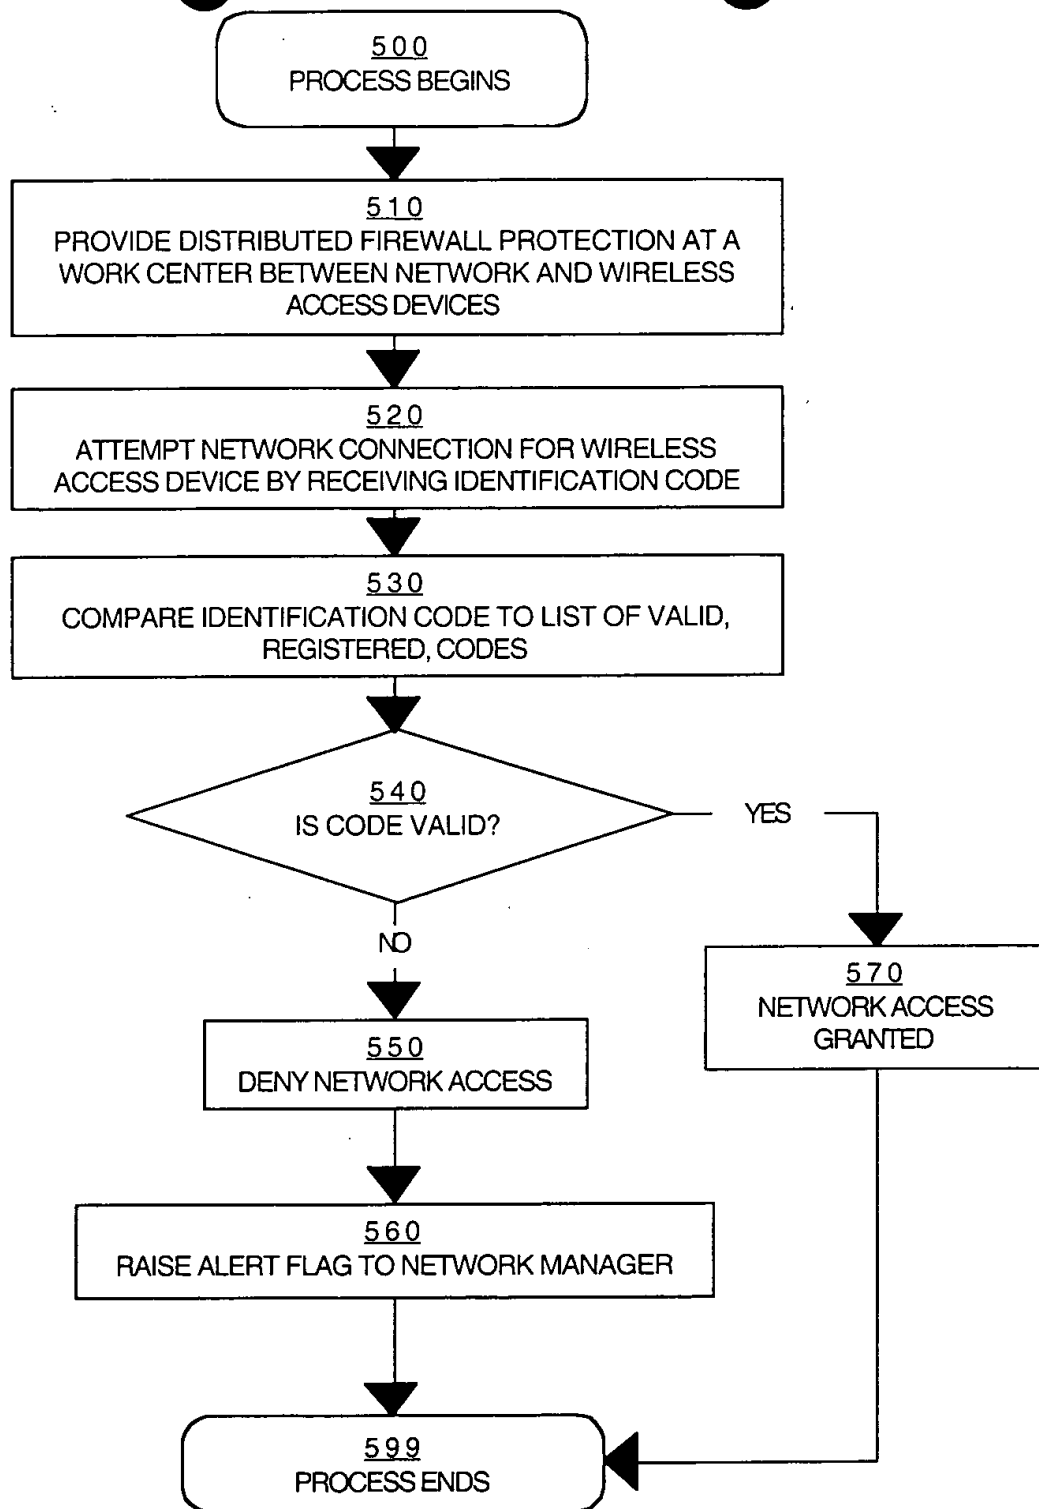 500
PROCESS BEGINS
510
PROVIDE DISTRIBUTED FIREWALL PROTECTION AT A
WORK CENTER BETWEEN NETWORK AND WIRELESS
ACCESS DEVICES
520
ATTEMPT NETWORK CONNECTION FOR WIRELESS
ACCESS DEVICE BY RECEIVING IDENTIFICATION CODE
530
COMPARE IDENTIFICATION CODE TO LIST OF VALID,
REGISTERED, CODES
540
IS CODE VALID?
YES
NO
570
NETWORK ACCESS
GRANTED
550
DENY NETWORK ACCESS
560
RAISE ALERT FLAG TO NETWORK MANAGER
599
PROCESS ENDS